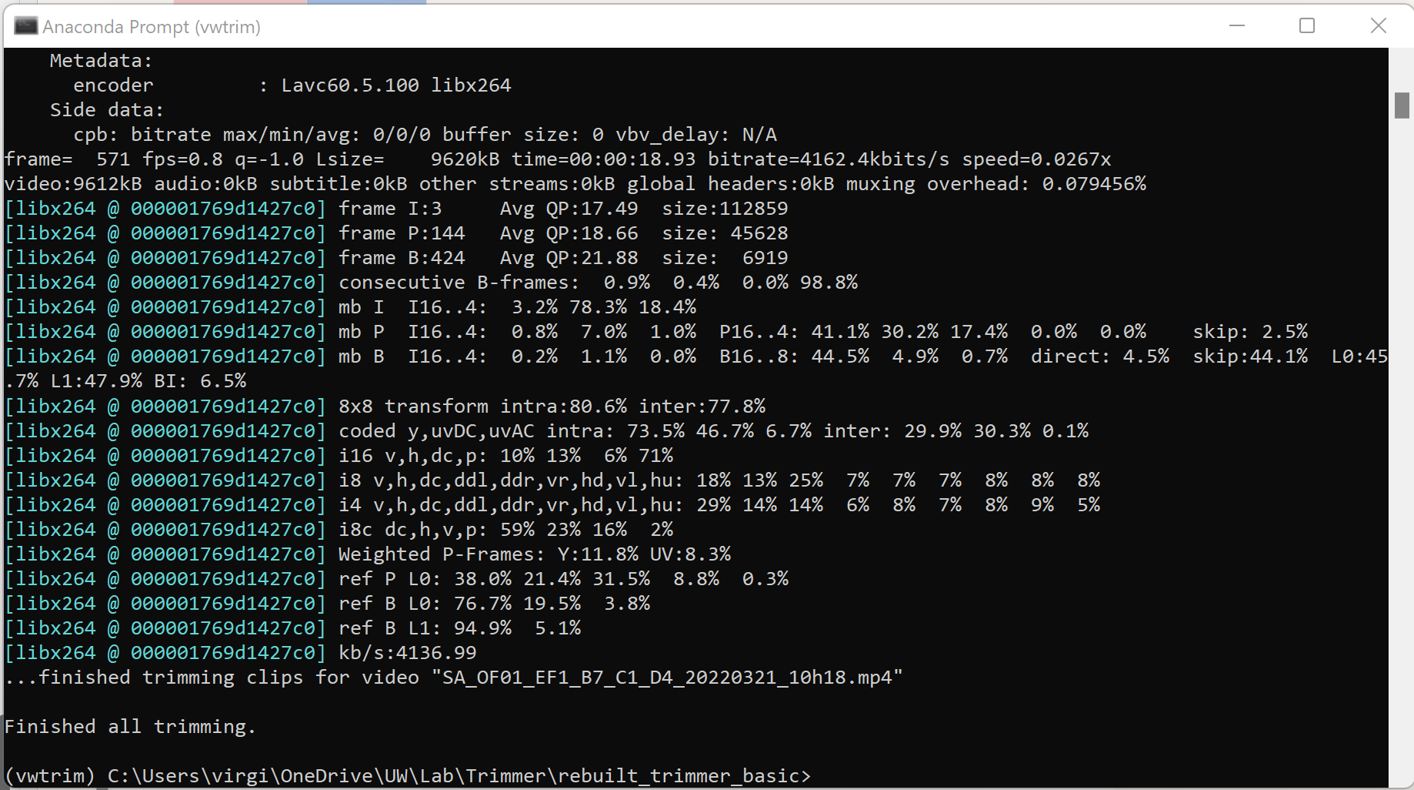 Anaconda Prompt (vwtrim)
Metadata:
encoder : Lavc60.5.100 libx264
Side data:
cpb: bitrate max/min/avg: 0/0/0 buffer size: 0 vbv_delay: N/A
frame= 571 fps=0.8 q=-1.0 Lsize= 9620kB time=00:00:18.93 bitrate=4162.4kbits/s speed=0.0267x
video:9612kB audio:0kB subtitle:0kB other streams:0kB global headers:0kB muxing overhead: 0.079456%
[libx264 @ 000001769d1427c0] frame I:3 Avg QP:17.49 size:112859
[libx264 @ 000001769d1427c0] frame P:144 Avg QP:18.66 size: 45628
[libx264 @ 000001769d1427c0] frame B:424 Avg QP:21.88 size: 6919
[libx264 @ 000001769d1427c0] consecutive B-frames: 0.9% 0.4% 0.0% 98.8%
[libx264 @ 000001769d1427c0] mb I I16..4: 3.2% 78.3% 18.4%
[libx264 @ 000001769d1427c0] mb P I16..4: 0.8% 7.0% 1.0% P16..4: 41.1% 30.2% 17.4% 0.0% 0.0% skip: 2.5%
[libx264 @ 000001769d1427c0] mb B I16..4: 0.2% 1.1% 0.0% B16..8: 44.5% 4.9% 0.7% direct: 4.5% skip:44.1% L0:45
.7% L1:47.9% BI: 6.5%
[libx264 @ 000001769d1427c0] 8x8 transform intra:80.6% inter:77.8%
[libx264 @ 000001769d1427c0] coded y,uvDC,uvAC intra: 73.5% 46.7% 6.7% inter: 29.9% 30.3% 0.1%
[libx264 @ 000001769d1427c0] i16 v,h,dc,p: 10% 13% 6% 71%
[libx264 @ 000001769d1427c0] i8 v,h,dc,ddl,ddr,vr,hd,vl,hu: 18% 13% 25% 7% 7% 7% 8% 8% 8%
[libx264 @ 000001769d1427c0] i4 v,h,dc,ddl,ddr,vr,hd,vl,hu: 29% 14% 14% 6% 8% 7% 8% 9% 5%
[libx264 @ 000001769d1427c0] i8c dc,h,v,p: 59% 23% 16% 2%
[libx264 @ 000001769d1427c0] Weighted P-Frames: Y:11.8% UV:8.3%
[libx264 @ 000001769d1427c0] ref P L0: 38.0% 21.4% 31.5% 8.8% 0.3%
[libx264 @ 000001769d1427c0] ref B L0: 76.7% 19.5% 3.8%
[libx264 @ 000001769d1427c0] ref B L1: 94.9% 5.1%
[libx264 @ 000001769d1427c0] kb/s:4136.99
...finished trimming clips for video "SA_OF01_EF1_B7_C1_D4_20220321_10h18.mp4"
Finished all trimming.
(vwtrim) C:\Users\virgi\OneDrive\UW\Lab\Trimmer\rebuilt_trimmer_basic>